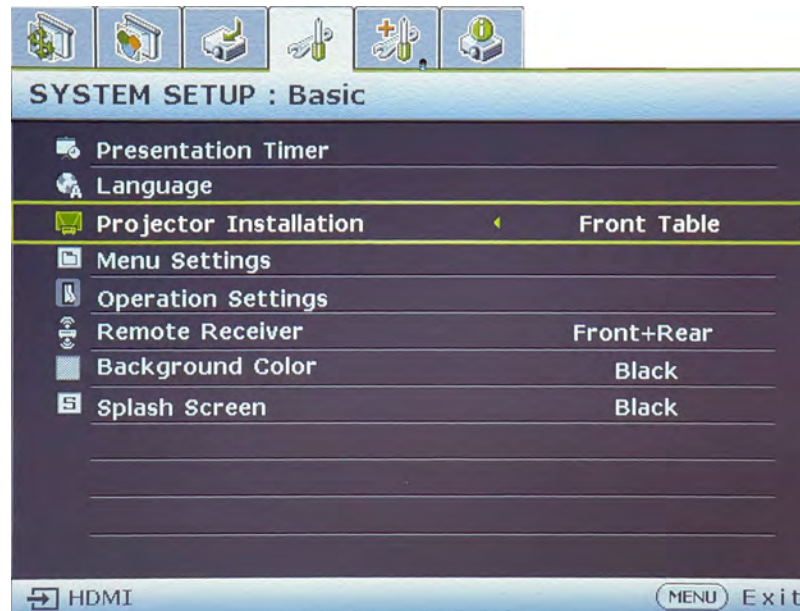 SYSTEM SETUP : Basic
Presentation Timer
Language
Projector Installation Front Table
Menu Settings
Operation Settings
Remote Receiver Front+Rear
Background Color Black
Splash Screen Black
HDMI MENU Exit